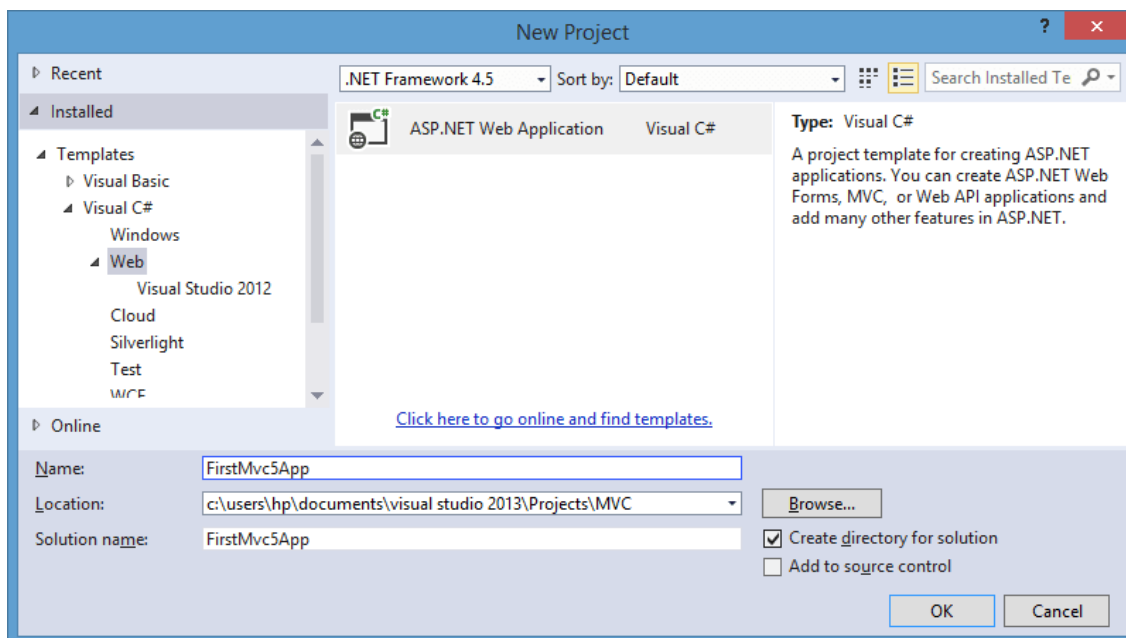 New Project
?
Recent
Installed
Templates
Visual Basic
Visual C#
Windows
Web
Visual Studio 2012
Cloud
Silverlight
Test
WCF
Online
.NET Framework 4.5
Sort by: Default
Search Installed Te
C#
ASP.NET Web Application Visual C#
Click here to go online and find templates.
Type: Visual C#
A project template for creating ASP.NET
applications. You can create ASP.NET Web
Forms, MVC, or Web API applications and
add many other features in ASP.NET.
Name: FirstMvc5App
Location: c:\users\hp\documents\visual studio 2013\Projects\MVC
Browse...
Solution name: FirstMvc5App
Create directory for solution
Add to source control
OK Cancel